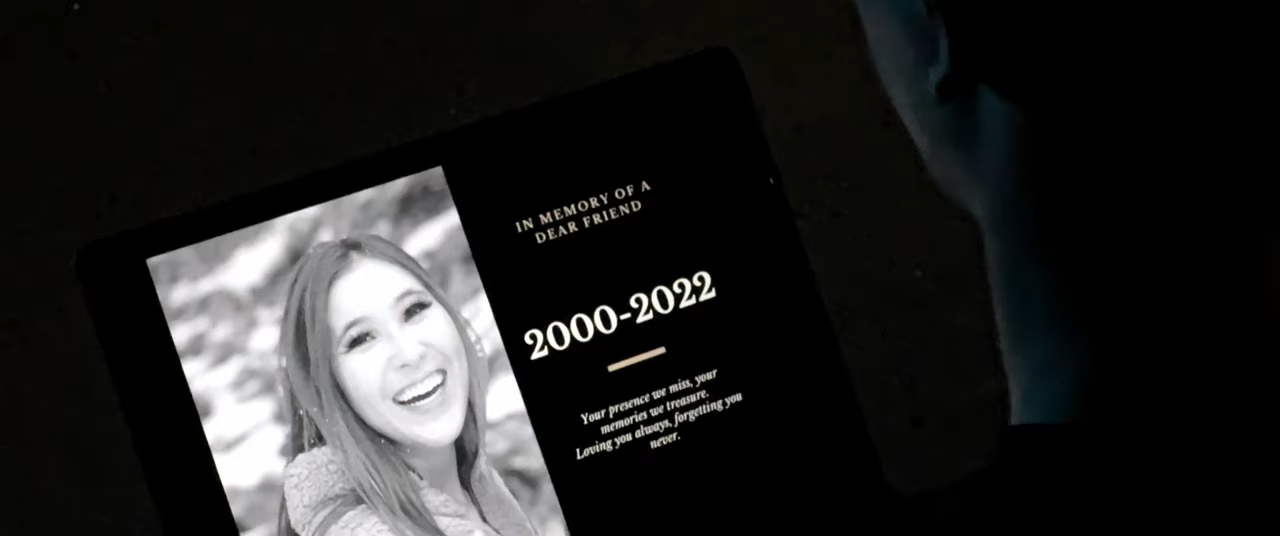 IN MEMORY OF A
DEAR FRIEND
2000-2022
Your presence we miss, your
memories we treasure.
Loving you always, forgetting you
never.